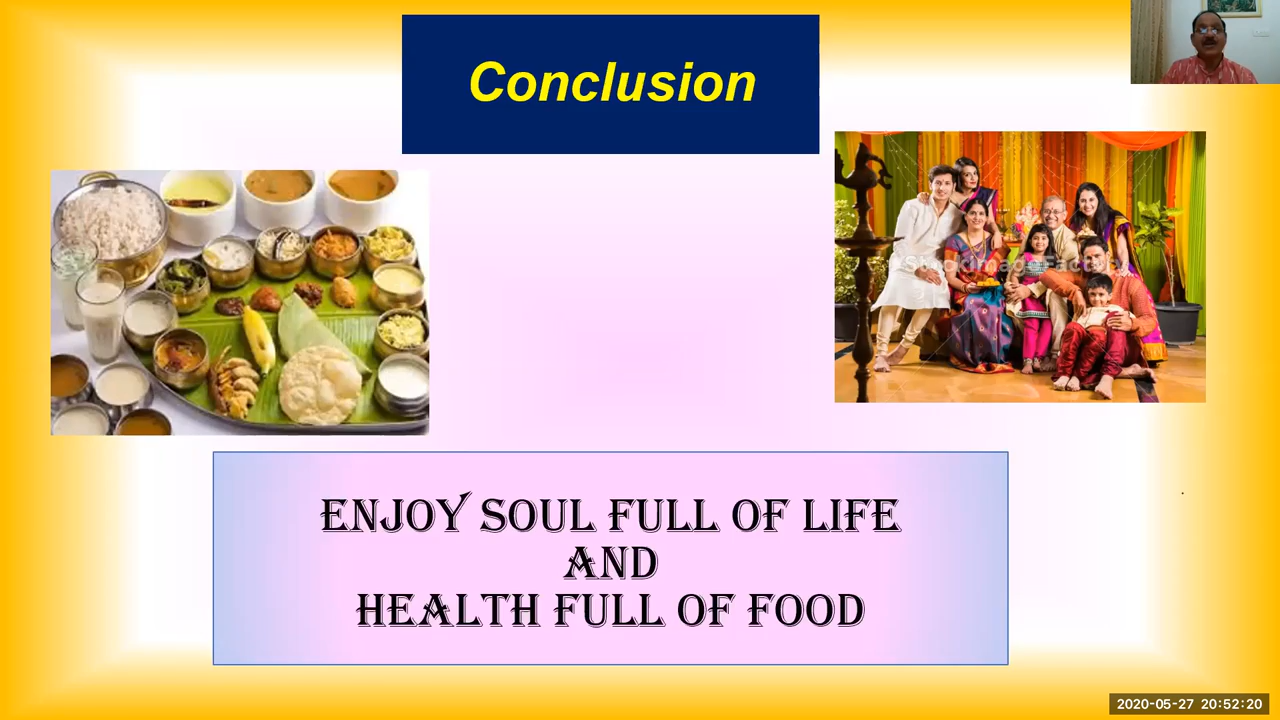 Conclusion
ENJOY SOUL FULL OF LIFE
AND
HEALTH FULL OF FOOD
2020-05-27 20:52:20